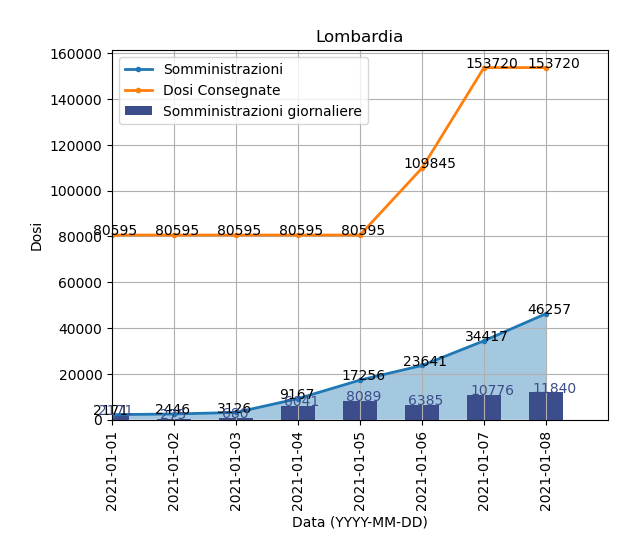 Lombardia
Somministrazioni
Dosi Consegnate
Somministrazioni giornaliere
Dosi
160000
140000
120000
100000
80000
60000
40000
20000
0
80595 80595 80595 80595 80595 109845 153720 153720
2171 2446 3126 9167 17256 23641 34417 46257
2171 275 680 6041 8089 6385 10776 11840
2021-01-01 2021-01-02 2021-01-03 2021-01-04 2021-01-05 2021-01-06 2021-01-07 2021-01-08
Data (YYYY-MM-DD)